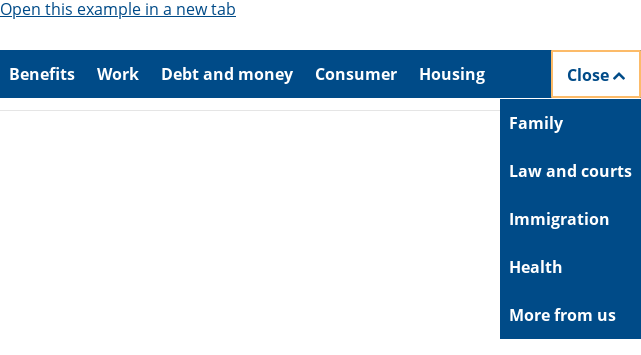 Open this example in a new tab
Benefits Work Debt and money Consumer Housing Close
Family
Law and courts
Immigration
Health
More from us